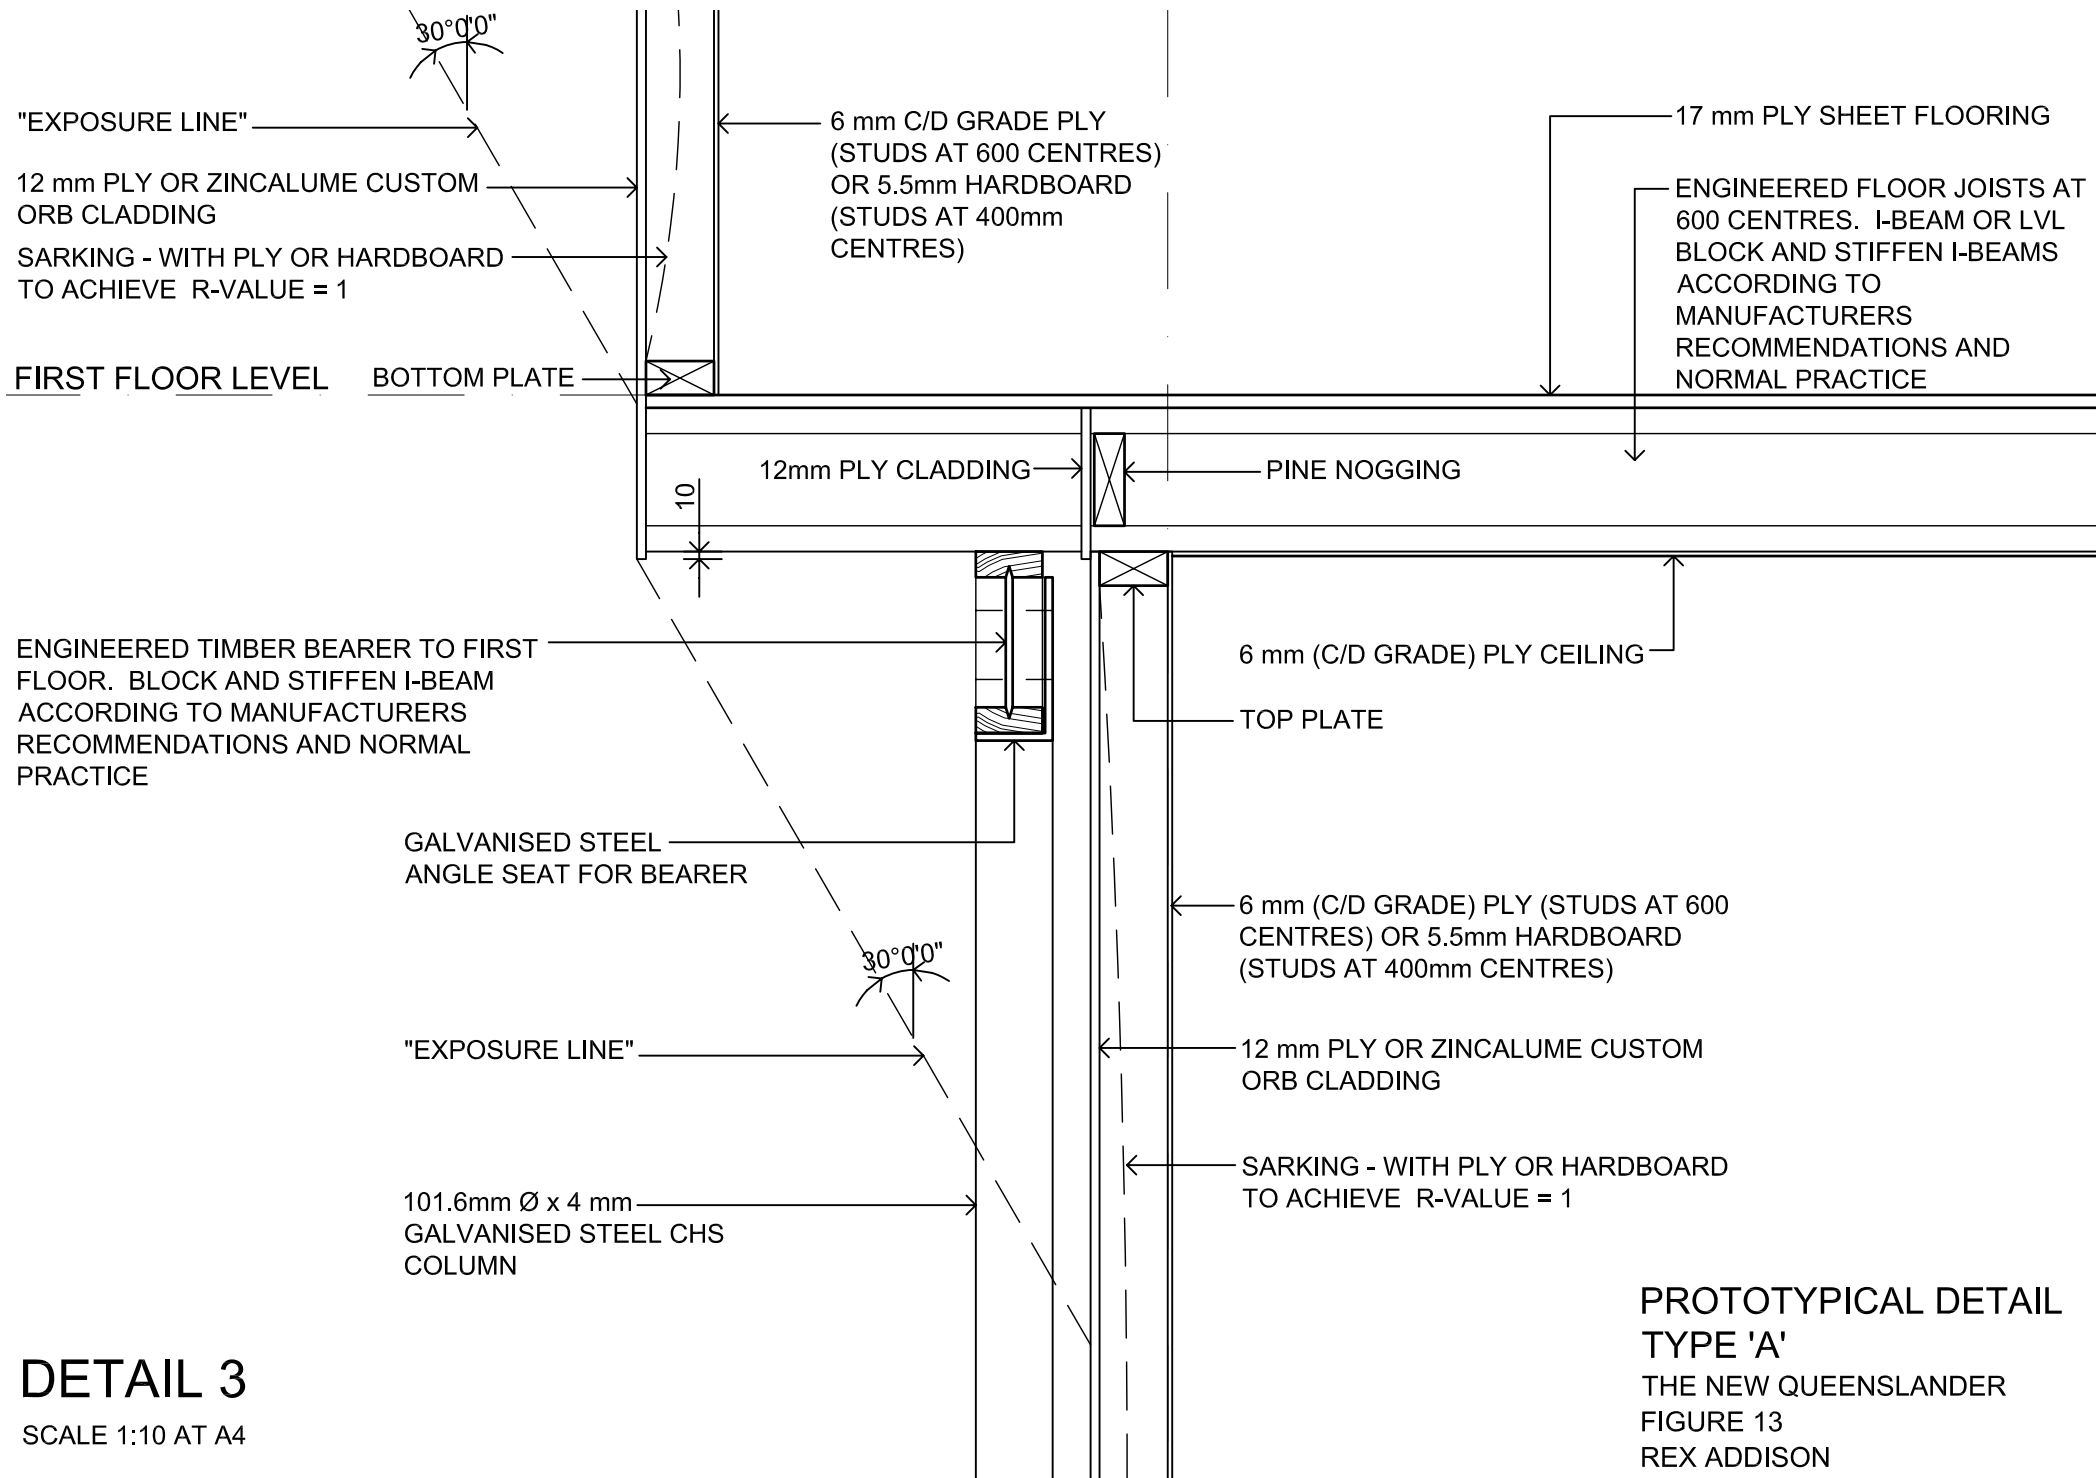 30°0'0"
"EXPOSURE LINE"
12 mm PLY OR ZINCALUME CUSTOM
ORB CLADDING
SARKING - WITH PLY OR HARDBOARD
TO ACHIEVE R-VALUE = 1
FIRST FLOOR LEVEL
BOTTOM PLATE
6 mm C/D GRADE PLY
(STUDS AT 600 CENTRES)
OR 5.5mm HARDBOARD
(STUDS AT 400mm
CENTRES)
17 mm PLY SHEET FLOORING
ENGINEERED FLOOR JOISTS AT
600 CENTRES. I-BEAM OR LVL
BLOCK AND STIFFEN I-BEAMS
ACCORDING TO
MANUFACTURERS
RECOMMENDATIONS AND
NORMAL PRACTICE
12mm PLY CLADDING
PINE NOGGING
10
ENGINEERED TIMBER BEARER TO FIRST
FLOOR. BLOCK AND STIFFEN I-BEAM
ACCORDING TO MANUFACTURERS
RECOMMENDATIONS AND NORMAL
PRACTICE
6 mm (C/D GRADE) PLY CEILING
TOP PLATE
GALVANISED STEEL
ANGLE SEAT FOR BEARER
6 mm (C/D GRADE) PLY (STUDS AT 600
CENTRES) OR 5.5mm HARDBOARD
(STUDS AT 400mm CENTRES)
30°0'0"
"EXPOSURE LINE"
12 mm PLY OR ZINCALUME CUSTOM
ORB CLADDING
SARKING - WITH PLY OR HARDBOARD
TO ACHIEVE R-VALUE = 1
101.6mm Ø x 4 mm
GALVANISED STEEL CHS
COLUMN
DETAIL 3
SCALE 1:10 AT A4
PROTOTYPICAL DETAIL
TYPE 'A'
THE NEW QUEENSLANDER
FIGURE 13
REX ADDISON